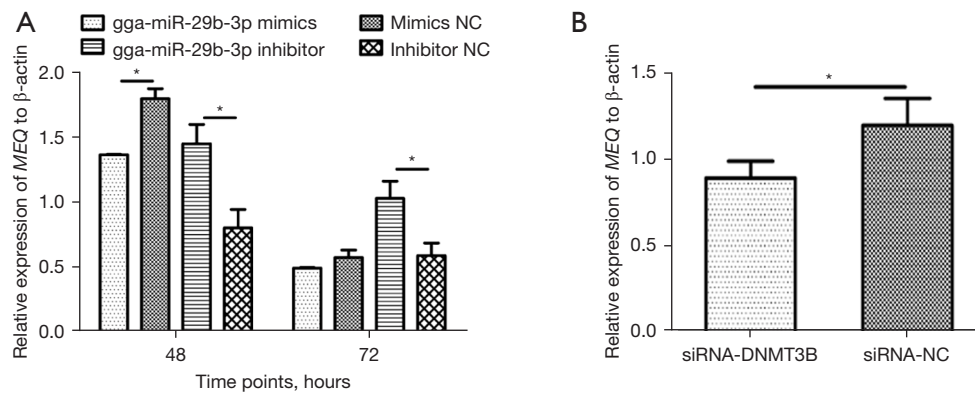 A
gga-miR-29b-3p mimics
Mimics NC
gga-miR-29b-3p inhibitor
Inhibitor NC
Relative expression of MEQ to β-actin
2.0
1.5
1.0
0.5
0.0
*
*
*
48
72
Time points, hours
B
Relative expression of MEQ to β-actin
1.5
1.0
0.5
0.0
*
siRNA-DNMT3B
siRNA-NC